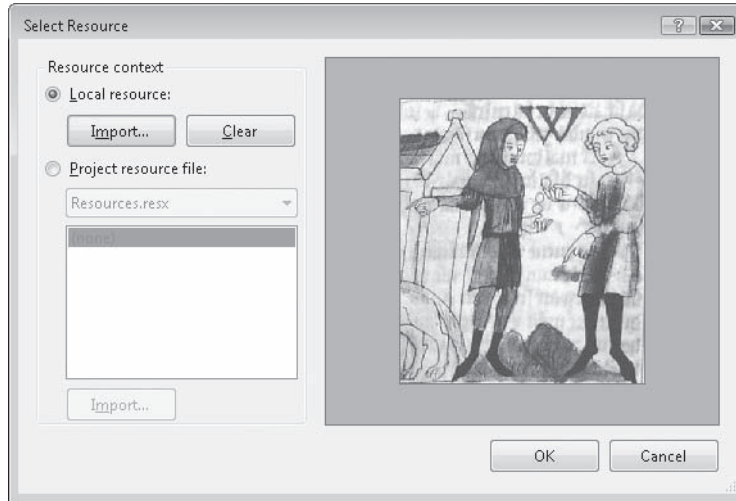 Select Resource
Resource context
Local resource:
Import...
Clear
Project resource file:
Resources.resx
(none)
Import...
W
OK
Cancel